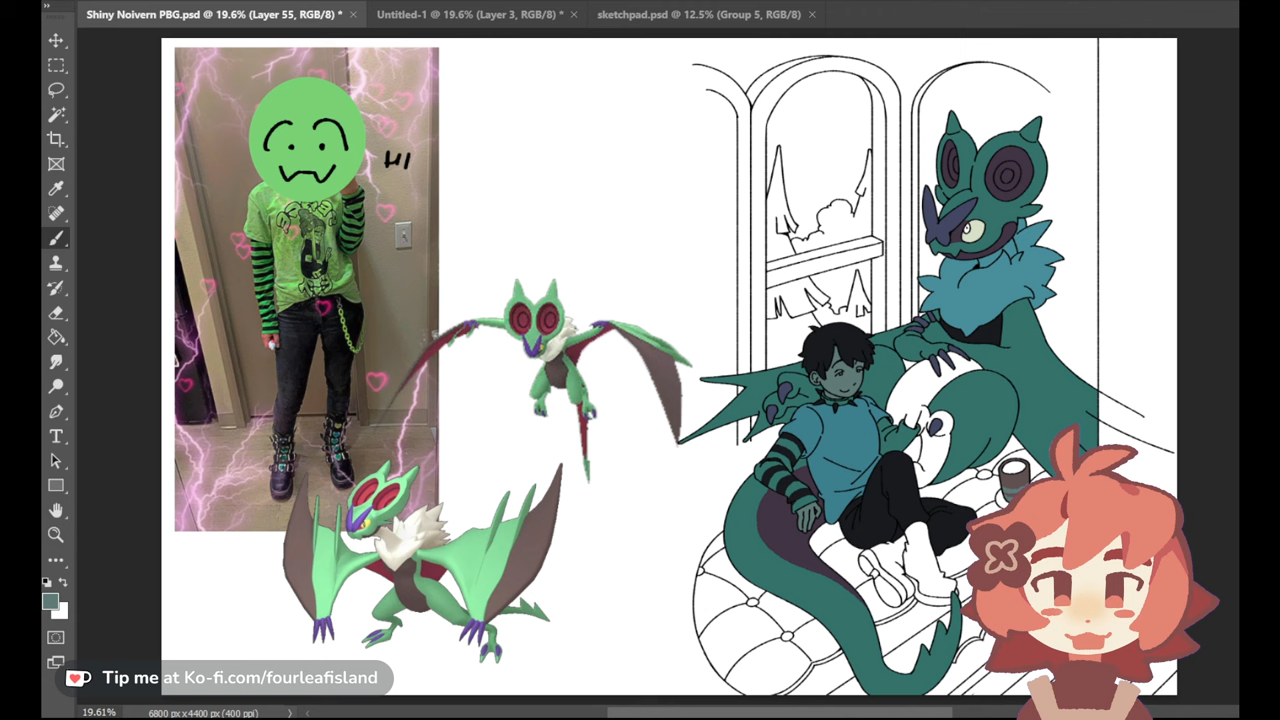 Shiny Noivern PBG.psd @ 19.6% (Layer 55, RGB/8) * ×
Untitled-1 @ 19.6% (Layer 3, RGB/8) * ×
sketchpad.psd @ 12.5% (Group 5, RGB/8) ×
HI
Tip me at Ko-fi.com/fourleafisland
19.61%
6800 px x 4400 px (400 ppi)